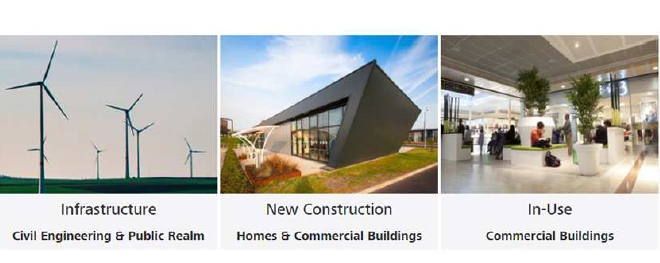 Infrastructure
Civil Engineering & Public Realm
New Construction
Homes & Commercial Buildings
In-Use
Commercial Buildings